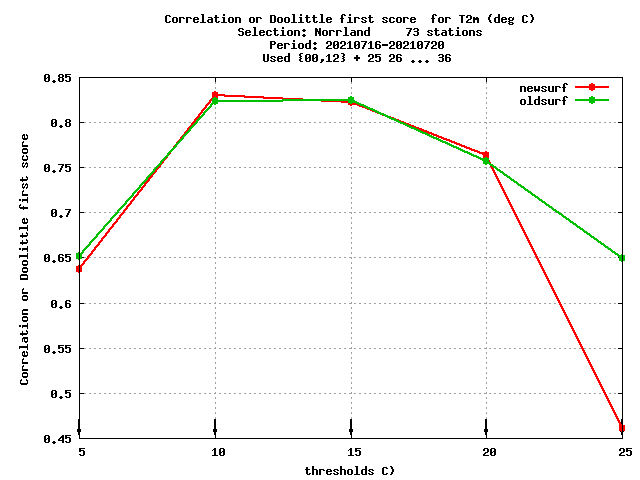 Correlation or Doolittle first score  for T2m (deg C)
Selection: Norrland     73 stations
Period: 20210716-20210720
Used {00,12} + 25 26 ... 36
newsurf
oldsurf
Correlation or Doolittle first score
0.85
0.8
0.75
0.7
0.65
0.6
0.55
0.5
0.45
5 10 15 20 25
thresholds C)